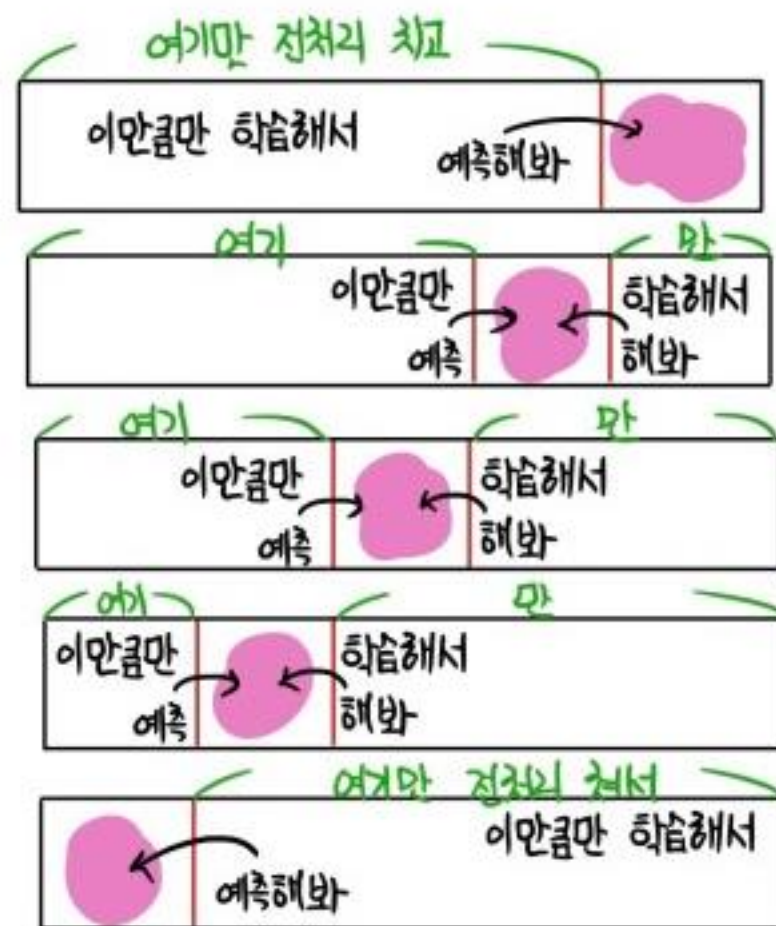 여기만 전처리 치고
이만큼만 학습해서
예측해봐
여기 만
이만큼만 학습해서
예측 해봐
여기 만
이만큼만 학습해서
예측 해봐
여기 만
이만큼만 학습해서
예측 해봐
여기만 전처리 쳐서
이만큼만 학습해서
예측해봐